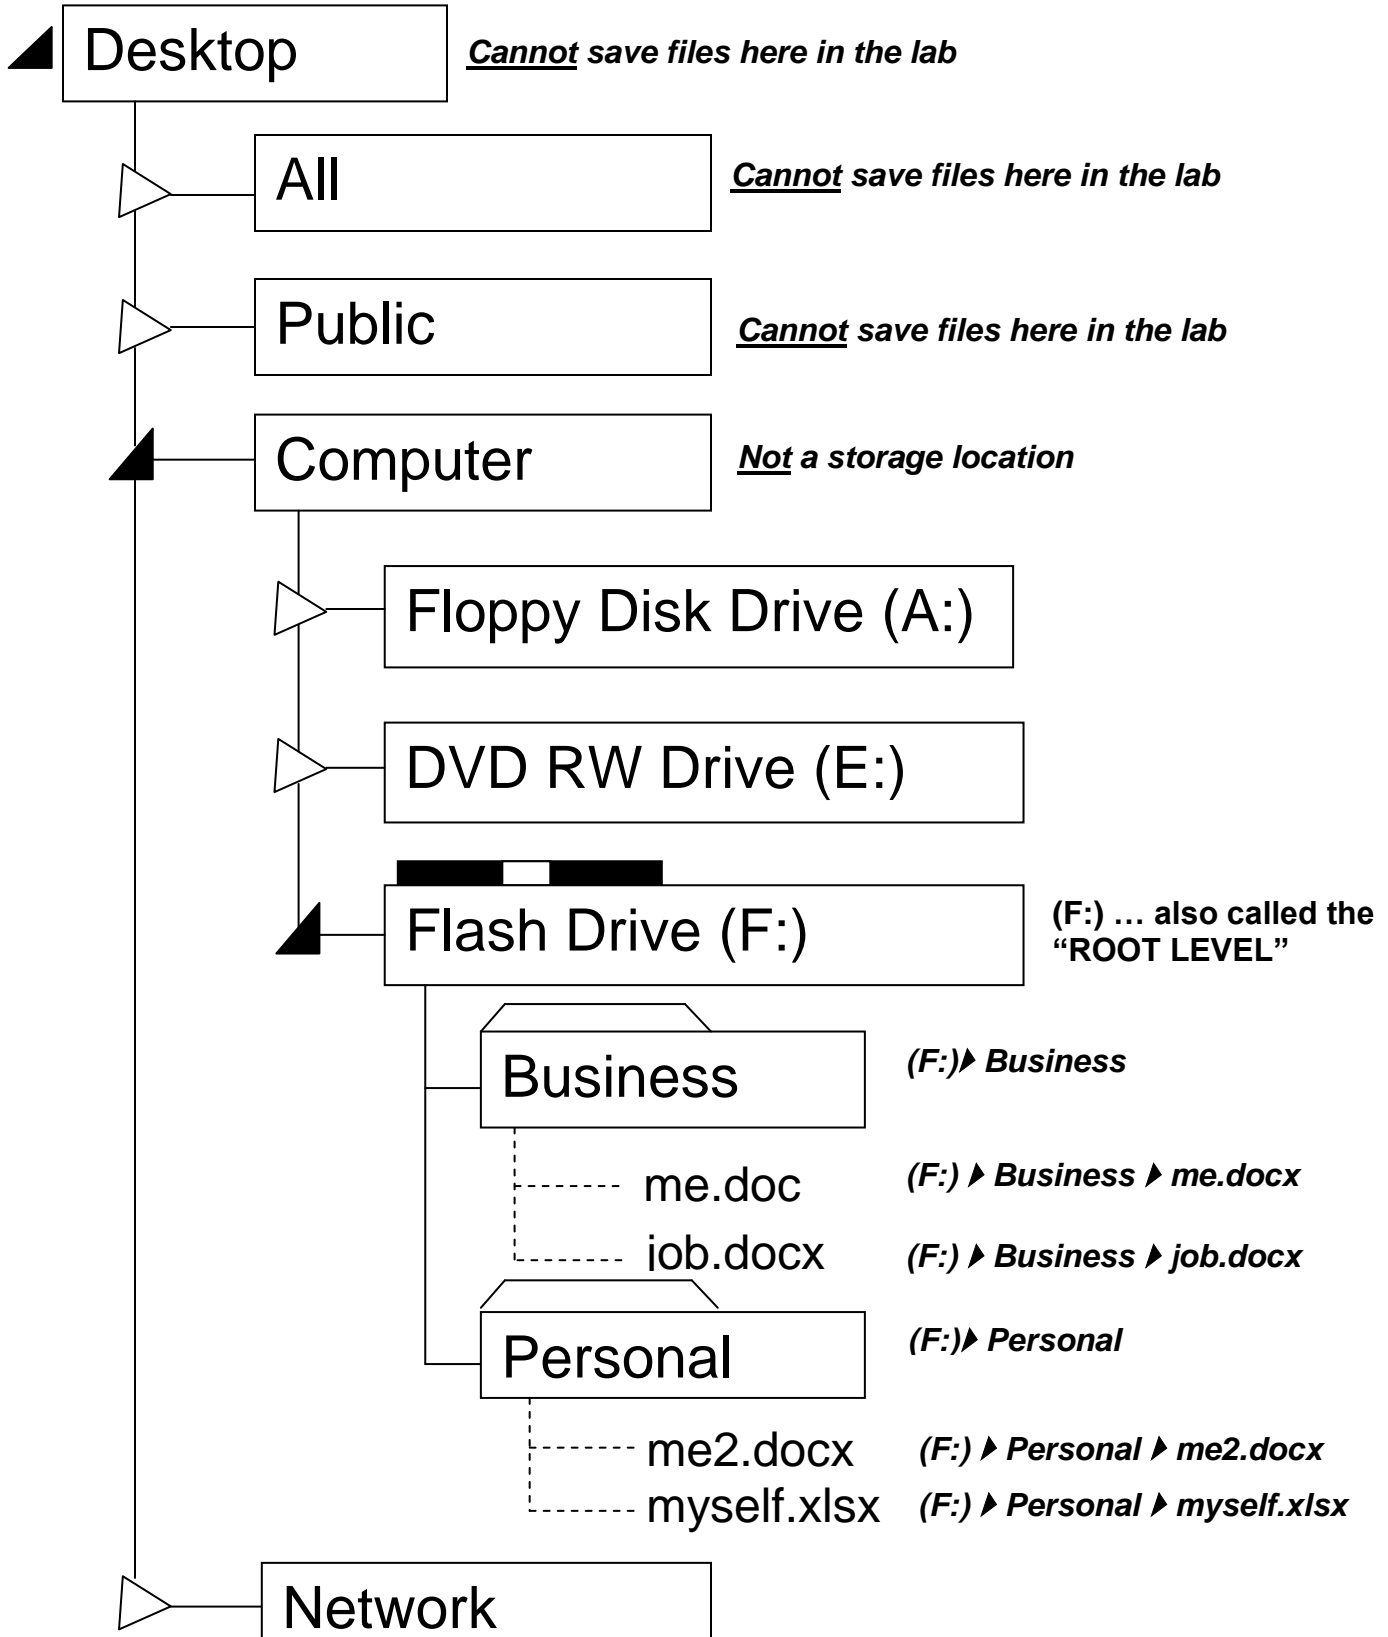 Desktop
Cannot save files here in the lab
All
Cannot save files here in the lab
Public
Cannot save files here in the lab
Computer
Not a storage location
Floppy Disk Drive (A:)
DVD RW Drive (E:)
Flash Drive (F:)
(F:) … also called the
“ROOT LEVEL”
Business
(F:) Business
me.doc
(F:) Business me.docx
job.docx
(F:) Business job.docx
Personal
(F:) Personal
me2.docx
(F:) Personal me2.docx
myself.xlsx
(F:) Personal myself.xlsx
Network